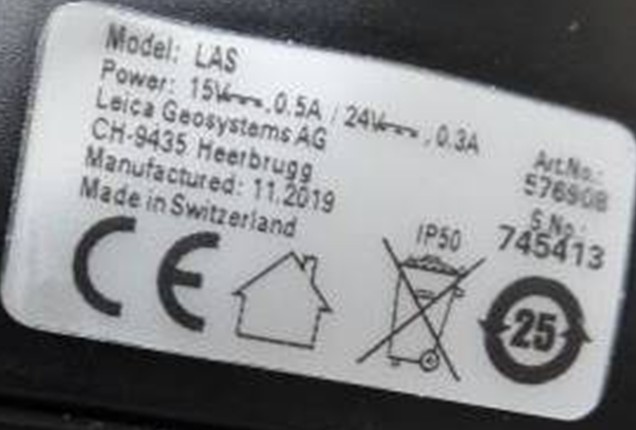 Model: LAS
Power: 15V⎓, 0.5A / 24V⎓, 0.3A
Leica Geosystems AG
CH-9435 Heerbrugg
Manufactured: 11.2019
Made in Switzerland
Art.No.:
576908
S.No.:
745413
IP50
CE
25